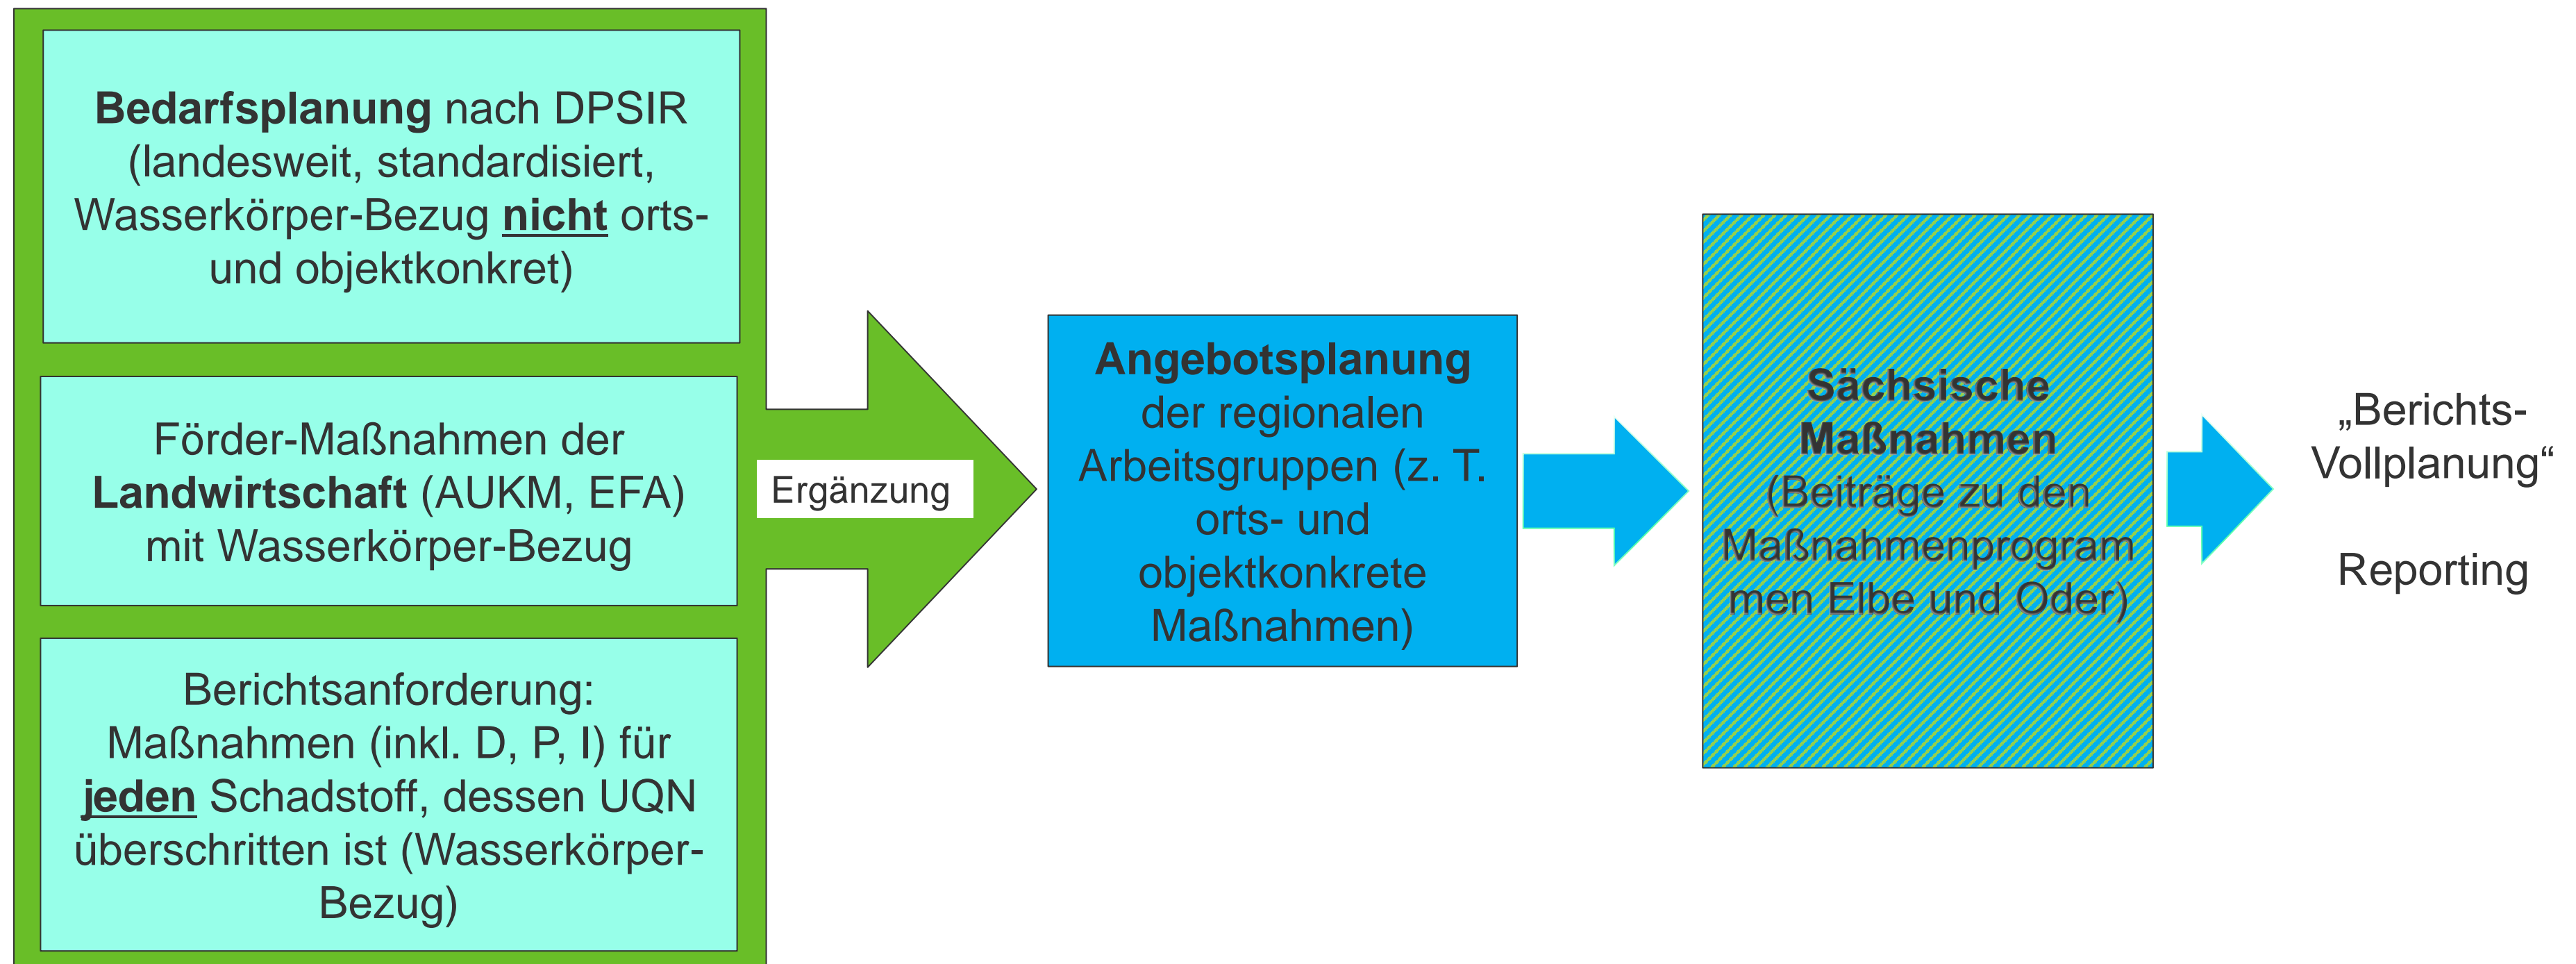 Bedarfsplanung nach DPSIR
(landesweit, standardisiert,
Wasserkörper-Bezug nicht orts-
und objektkonkret)
Förder-Maßnahmen der
Landwirtschaft (AUKM, EFA)
mit Wasserkörper-Bezug
Berichtsanforderung:
Maßnahmen (inkl. D, P, I) für
jeden Schadstoff, dessen UQN
überschritten ist (Wasserkörper-
Bezug)
Ergänzung
Angebotsplanung
der regionalen
Arbeitsgruppen (z. T.
orts- und
objektkonkrete
Maßnahmen)
Sächsische
Maßnahmen
(Beiträge zu den
Maßnahmenprogram
men Elbe und Oder)
„Berichts-
Vollplanung“
Reporting